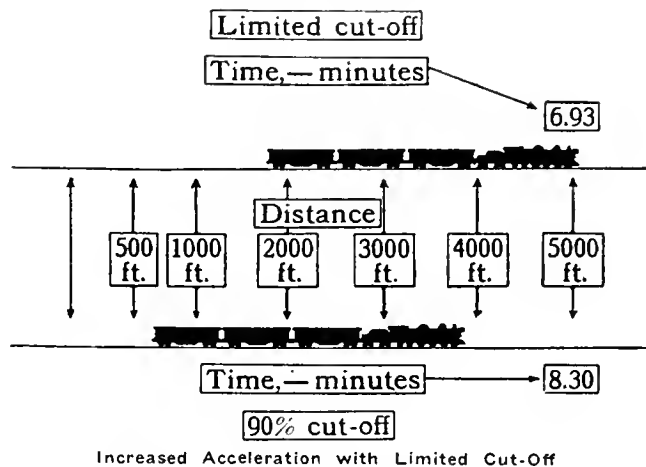 Limited cut-off
Time,— minutes
6.93
Distance
500 ft.
1000 ft.
2000 ft.
3000 ft.
4000 ft.
5000 ft.
Time,— minutes
8.30
90% cut-off
Increased Acceleration with Limited Cut-Off